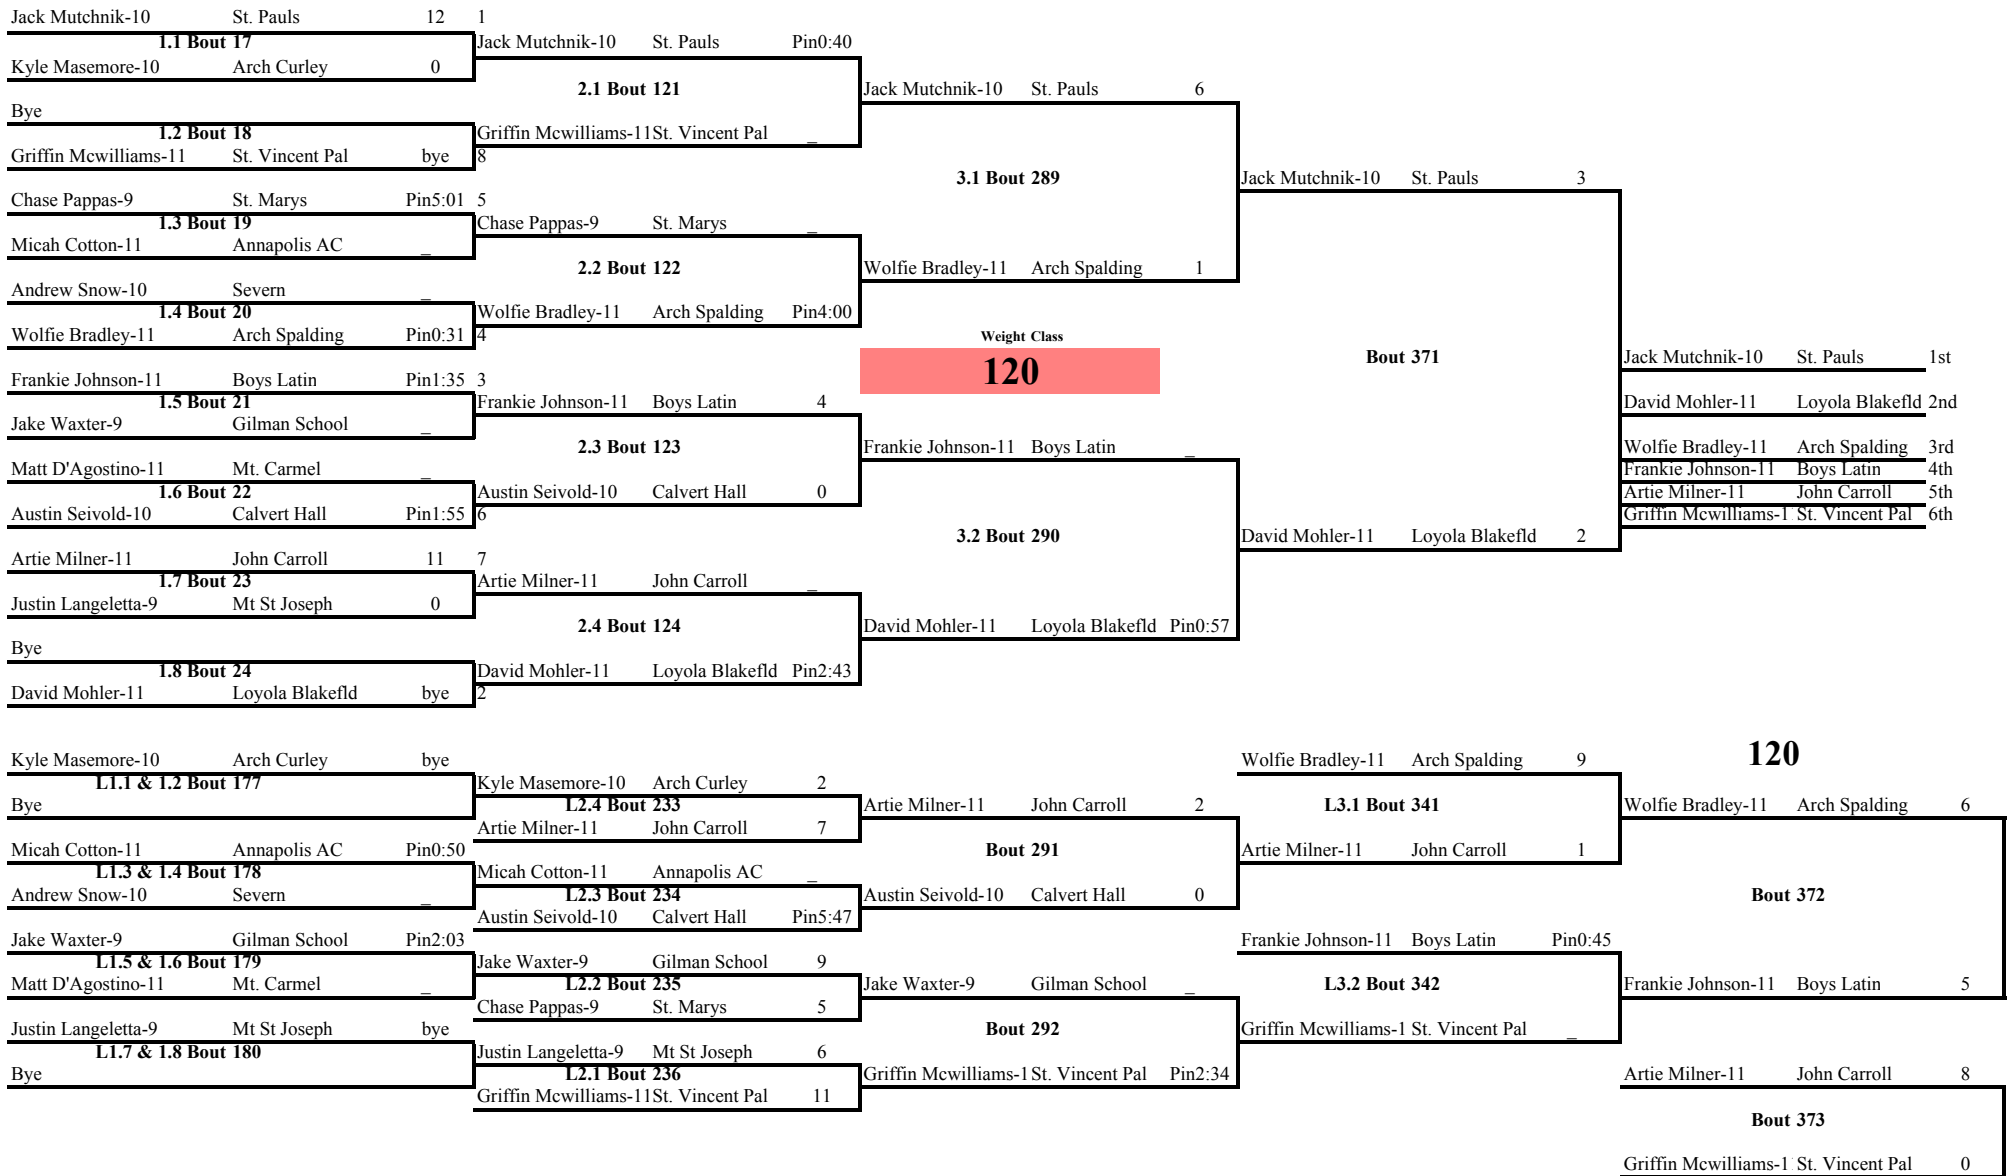 Jack Mutchnik-10 St. Pauls 12 1
1.1 Bout 17
Kyle Masemore-10 Arch Curley 0
Bye
1.2 Bout 18
Griffin Mcwilliams-11 St. Vincent Pal bye 8
Chase Pappas-9 St. Marys Pin5:01 5
1.3 Bout 19
Micah Cotton-11 Annapolis AC _
Andrew Snow-10 Severn _
1.4 Bout 20
Wolfie Bradley-11 Arch Spalding Pin0:31 4
Frankie Johnson-11 Boys Latin Pin1:35 3
1.5 Bout 21
Jake Waxter-9 Gilman School _
Matt D'Agostino-11 Mt. Carmel _
1.6 Bout 22
Austin Seivold-10 Calvert Hall Pin1:55 6
Artie Milner-11 John Carroll 11 7
1.7 Bout 23
Justin Langeletta-9 Mt St Joseph 0
Bye
1.8 Bout 24
David Mohler-11 Loyola Blakefld bye 2
Jack Mutchnik-10 St. Pauls Pin0:40
2.1 Bout 121
Griffin Mcwilliams-11St. Vincent Pal _
Chase Pappas-9 St. Marys _
2.2 Bout 122
Wolfie Bradley-11 Arch Spalding Pin4:00
Frankie Johnson-11 Boys Latin 4
2.3 Bout 123
Austin Seivold-10 Calvert Hall 0
Artie Milner-11 John Carroll _
2.4 Bout 124
David Mohler-11 Loyola Blakefld Pin2:43
Jack Mutchnik-10 St. Pauls 6
3.1 Bout 289
Wolfie Bradley-11 Arch Spalding 1
Weight Class
120
Frankie Johnson-11 Boys Latin _
3.2 Bout 290
David Mohler-11 Loyola Blakefld Pin0:57
Jack Mutchnik-10 St. Pauls 3
Bout 371
David Mohler-11 Loyola Blakefld 2
Jack Mutchnik-10 St. Pauls 1st
David Mohler-11 Loyola Blakefld 2nd
Wolfie Bradley-11 Arch Spalding 3rd
Frankie Johnson-11 Boys Latin 4th
Artie Milner-11 John Carroll 5th
Griffin Mcwilliams-1 St. Vincent Pal 6th
Kyle Masemore-10 Arch Curley bye
L1.1 & 1.2 Bout 177
Bye
Micah Cotton-11 Annapolis AC Pin0:50
L1.3 & 1.4 Bout 178
Andrew Snow-10 Severn _
Jake Waxter-9 Gilman School Pin2:03
L1.5 & 1.6 Bout 179
Matt D'Agostino-11 Mt. Carmel _
Justin Langeletta-9 Mt St Joseph bye
L1.7 & 1.8 Bout 180
Bye
Kyle Masemore-10 Arch Curley 2
L2.4 Bout 233
Artie Milner-11 John Carroll 7
Micah Cotton-11 Annapolis AC _
L2.3 Bout 234
Austin Seivold-10 Calvert Hall Pin5:47
Jake Waxter-9 Gilman School 9
L2.2 Bout 235
Chase Pappas-9 St. Marys 5
Justin Langeletta-9 Mt St Joseph 6
L2.1 Bout 236
Griffin Mcwilliams-11St. Vincent Pal 11
Artie Milner-11 John Carroll 2
Bout 291
Austin Seivold-10 Calvert Hall 0
Jake Waxter-9 Gilman School _
Bout 292
Griffin Mcwilliams-1 St. Vincent Pal Pin2:34
Wolfie Bradley-11 Arch Spalding 9
L3.1 Bout 341
Artie Milner-11 John Carroll 1
Frankie Johnson-11 Boys Latin Pin0:45
L3.2 Bout 342
Griffin Mcwilliams-1 St. Vincent Pal _
120
Wolfie Bradley-11 Arch Spalding 6
Bout 372
Frankie Johnson-11 Boys Latin 5
Artie Milner-11 John Carroll 8
Bout 373
Griffin Mcwilliams-1 St. Vincent Pal 0